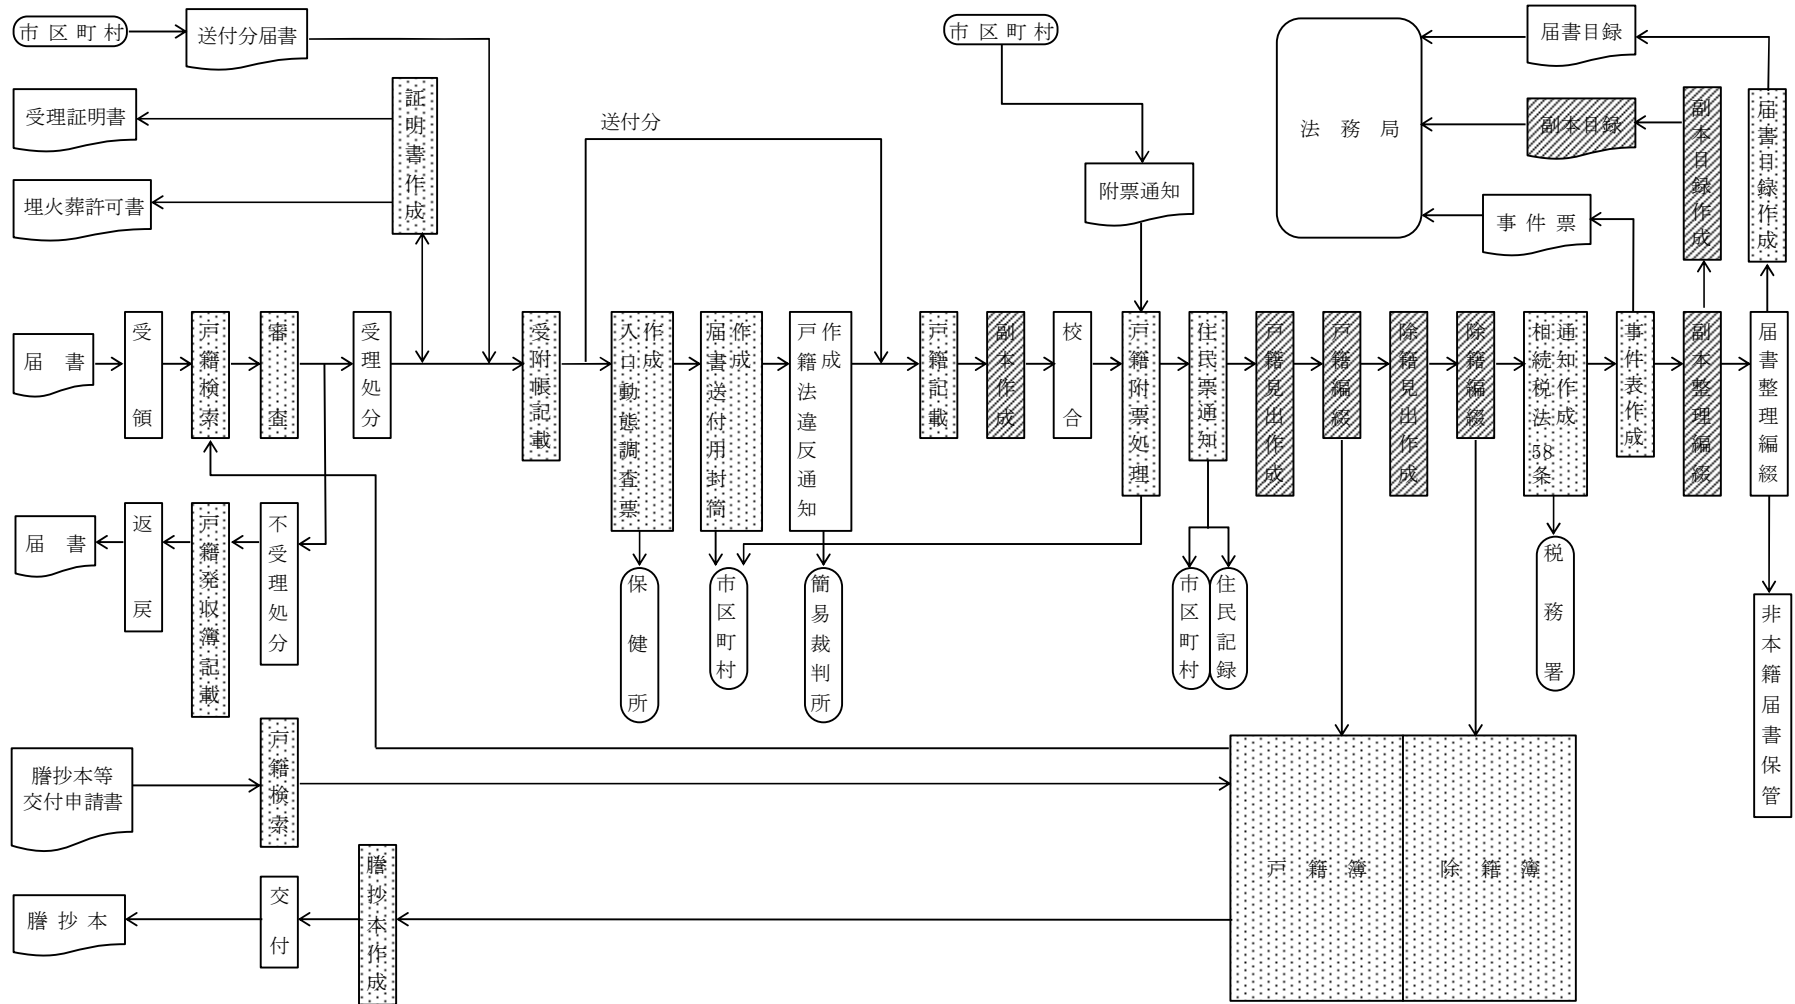 市区町村
送付分届書
市区町村
届書目録
受理証明書
証明書作成
送付分
法務局
副本目録
副本目録作成
届書目録作成
埋火葬許可書
附票通知
事件票
届書
受領
戸籍検索
審査
受理処分
受附帳記載
人口動態調査票
作成
届書送付用封筒
作成
戸籍法違反通知
作成
戸籍記載
副本作成
校合
戸籍附票処理
住民票通知
戸籍見出作成
戸籍編綴
除籍見出作成
除籍編綴
相続税法58条
通知作成
事件表作成
副本整理編綴
届書整理編綴
届書
返戻
戸籍発収簿記載
不受理処分
保健所
市区町村
簡易裁判所
市区町村
住民記録
税務署
非本籍届書保管
謄抄本等
交付申請書
戸籍検索
戸籍簿
除籍簿
謄抄本
交付
謄抄本作成